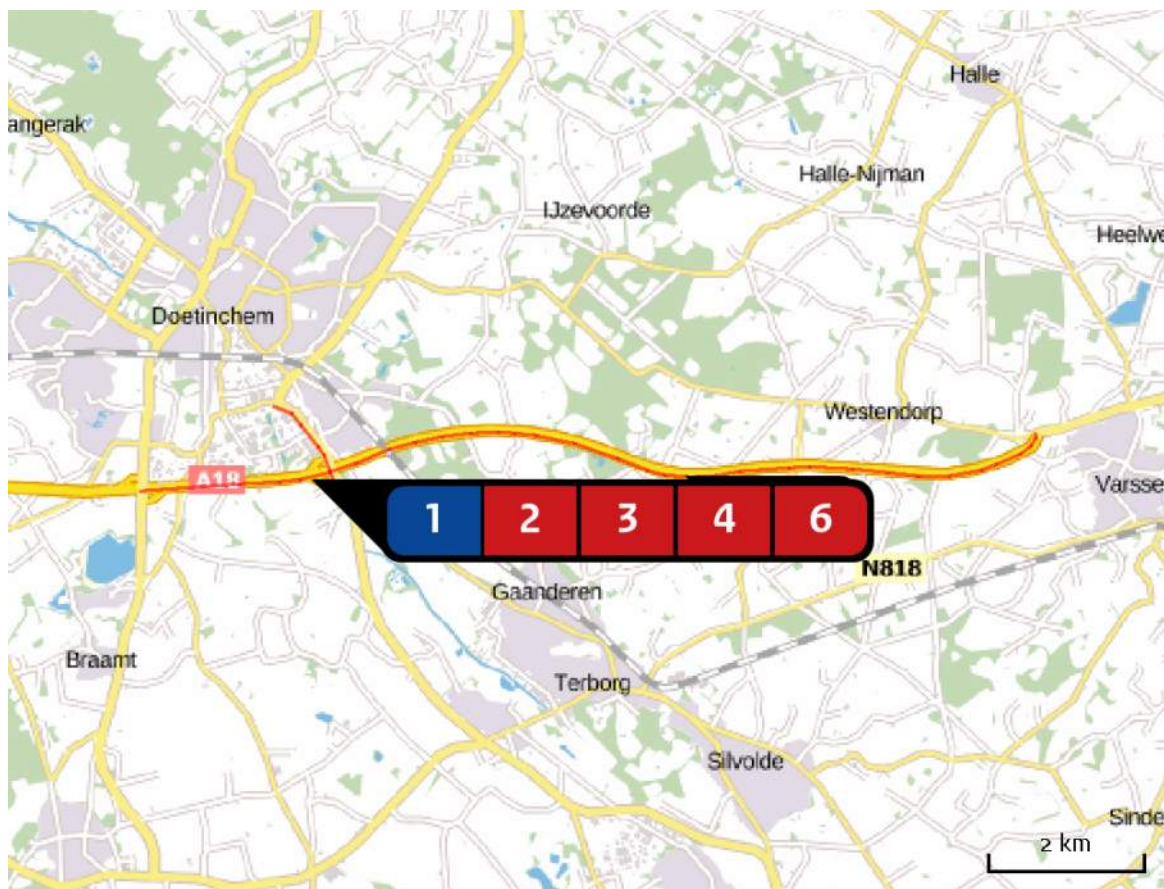 Halle
angerak
Halle-Nijman
IJzevoorde
Heelwe
Doetinchem
Westendorp
A18
Varsse
1 2 3 4 6
N818
Gaanderen
Braamt
Terborg
Silvolde
Sinde
2 km